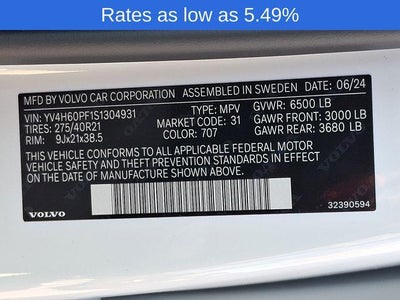 Rates as low as 5.49%
MFD BY VOLVO CAR CORPORATION ASSEMBLED IN SWEDEN 06/24
VIN: YV4H60PF1S1304931 TYPE: MPV GVWR: 6500 LB
TIRES: 275/40R21 MARKET CODE: 31 GAWR FRONT: 3000 LB
RIM: 9Jx21x38.5 COLOR: 707 GAWR REAR: 3680 LB
THIS VEHICLE CONFORMS TO ALL APPLICABLE FEDERAL MOTOR
VEHICLE SAFETY AND THEFT PREVENTION STANDARDS IN EFFECT
ON THE DATE OF MANUFACTURE SHOWN ABOVE.
VOLVO 32390594